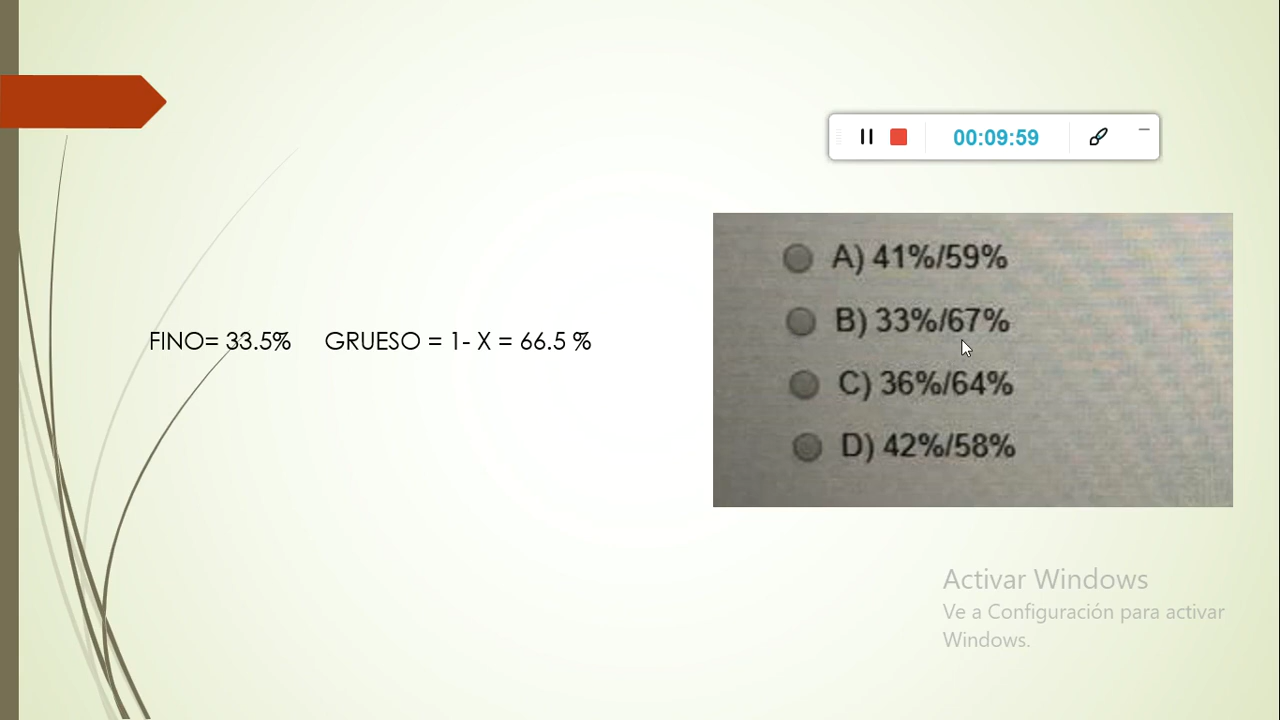 00:09:59
FINO= 33.5% GRUESO = 1- X = 66.5 %
A) 41%/59%
B) 33%/67%
C) 36%/64%
D) 42%/58%
Activar Windows
Ve a Configuración para activar
Windows.